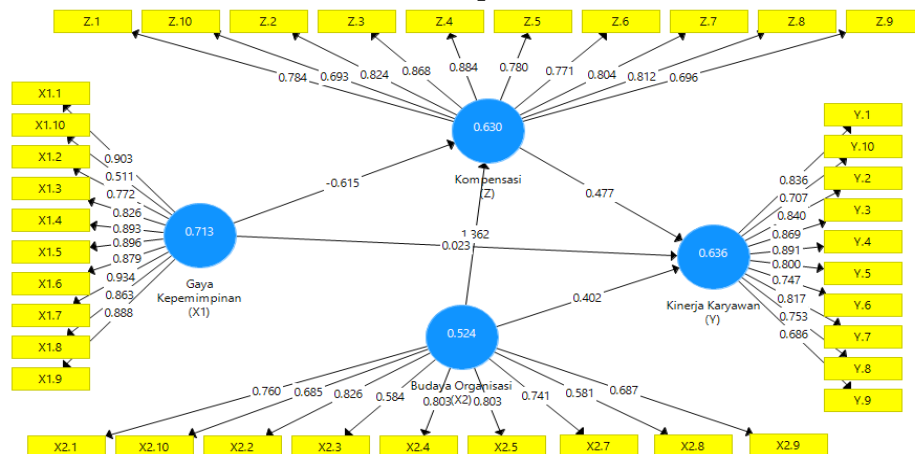 Z.1 Z.10 Z.2 Z.3 Z.4 Z.5 Z.6 Z.7 Z.8 Z.9
0.784 0.693 0.824 0.868 0.884 0.780 0.771 0.804 0.812 0.696
X1.1
X1.10
X1.2
X1.3
X1.4
X1.5
X1.6
X1.7
X1.8
X1.9
0.903
0.511
0.772
0.826
0.893
0.896
0.879
0.934
0.863
0.888
0.713
Gaya
Kepemimpinan
(X1)
-0.615
0.630
Kompensasi
(Z)
0.477
1.362
0.023
0.402
0.636
Kinerja Karyawan
(Y)
0.836
0.707
0.840
0.869
0.891
0.800
0.747
0.817
0.753
0.686
Y.1
Y.10
Y.2
Y.3
Y.4
Y.5
Y.6
Y.7
Y.8
Y.9
0.524
Budaya Organisasi
(X2)
0.760 0.685 0.826 0.584 0.803 0.803 0.741 0.581 0.687
X2.1 X2.10 X2.2 X2.3 X2.4 X2.5 X2.7 X2.8 X2.9